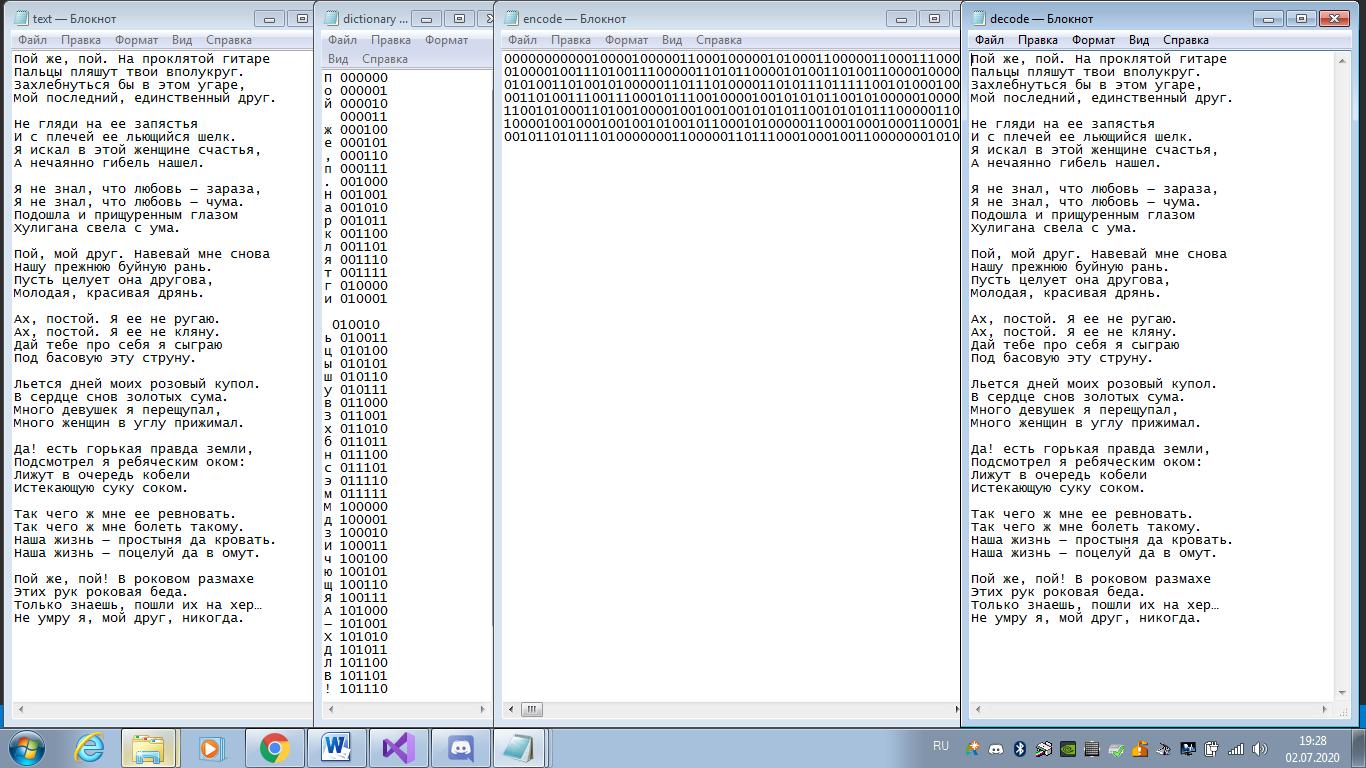 text — Блокнот
Файл Правка Формат Вид Справка
Пой же, пой. На проклятой гитаре
Пальцы пляшут твои вполукруг.
Захлебнуться бы в этом угаре,
Мой последний, единственный друг.

Не гляди на ее запястья
И с плечей ее льющийся шелк.
Я искал в этой женщине счастья,
А нечаянно гибель нашел.

Я не знал, что любовь — зараза,
Я не знал, что любовь — чума.
Подошла и прищуренным глазом
Хулигана свела с ума.

Пой, мой друг. Навевай мне снова
Нашу прежнюю буйную рань.
Пусть целует она другова,
Молодая, красивая дрянь.

Ах, постой. Я ее не ругаю.
Ах, постой. Я ее не кляну.
Дай тебе про себя я сыграю
Под басовую эту струну.

Льется дней моих розовый купол.
В сердце снов золотых сума.
Много девушек я перещупал,
Много женщин в углу прижимал.

Да! есть горькая правда земли,
Подсмотрел я ребяческим оком:
Лижут в очередь кобели
Истекающую суку соком.

Так чего ж мне ее ревновать.
Так чего ж мне болеть такому.
Наша жизнь — простыня да кровать.
Наша жизнь — поцелуй да в омут.

Пой же, пой! В роковом размахе
Этих рук роковая беда.
Только знаешь, пошли их на хер…
Не умру я, мой друг, никогда.
dictionary ...
Файл Правка Формат
Вид Справка
П 000000
о 000001
й 000010
000011
ж 000100
е 000101
, 000110
п 000111
. 001000
Н 001001
а 001010
р 001011
к 001100
л 001101
я 001110
т 001111
г 010000
и 010001

010010
ь 010011
ц 010100
ы 010101
ш 010110
у 010111
в 011000
З 011001
х 011010
б 011011
н 011100
с 011101
э 011110
м 011111
М 100000
д 100001
з 100010
И 100011
ч 100100
ю 100101
щ 100110
Я 100111
А 101000
— 101001
Х 101010
Д 101011
Л 101100
В 101101
! 101110
encode — Блокнот
Файл Правка Формат Вид Справка
decode — Блокнот
Файл Правка Формат Вид Справка
Пой же, пой. На проклятой гитаре
Пальцы пляшут твои вполукруг.
Захлебнуться бы в этом угаре,
Мой последний, единственный друг.

Не гляди на ее запястья
И с плечей ее льющийся шелк.
Я искал в этой женщине счастья,
А нечаянно гибель нашел.

Я не знал, что любовь — зараза,
Я не знал, что любовь — чума.
Подошла и прищуренным глазом
Хулигана свела с ума.

Пой, мой друг. Навевай мне снова
Нашу прежнюю буйную рань.
Пусть целует она другова,
Молодая, красивая дрянь.

Ах, постой. Я ее не ругаю.
Ах, постой. Я ее не кляну.
Дай тебе про себя я сыграю
Под басовую эту струну.

Льется дней моих розовый купол.
В сердце снов золотых сума.
Много девушек я перещупал,
Много женщин в углу прижимал.

Да! есть горькая правда земли,
Подсмотрел я ребяческим оком:
Лижут в очередь кобели
Истекающую суку соком.

Так чего ж мне ее ревновать.
Так чего ж мне болеть такому.
Наша жизнь — простыня да кровать.
Наша жизнь — поцелуй да в омут.

Пой же, пой! В роковом размахе
Этих рук роковая беда.
Только знаешь, пошли их на хер…
Не умру я, мой друг, никогда.
RU
19:28
02.07.2020